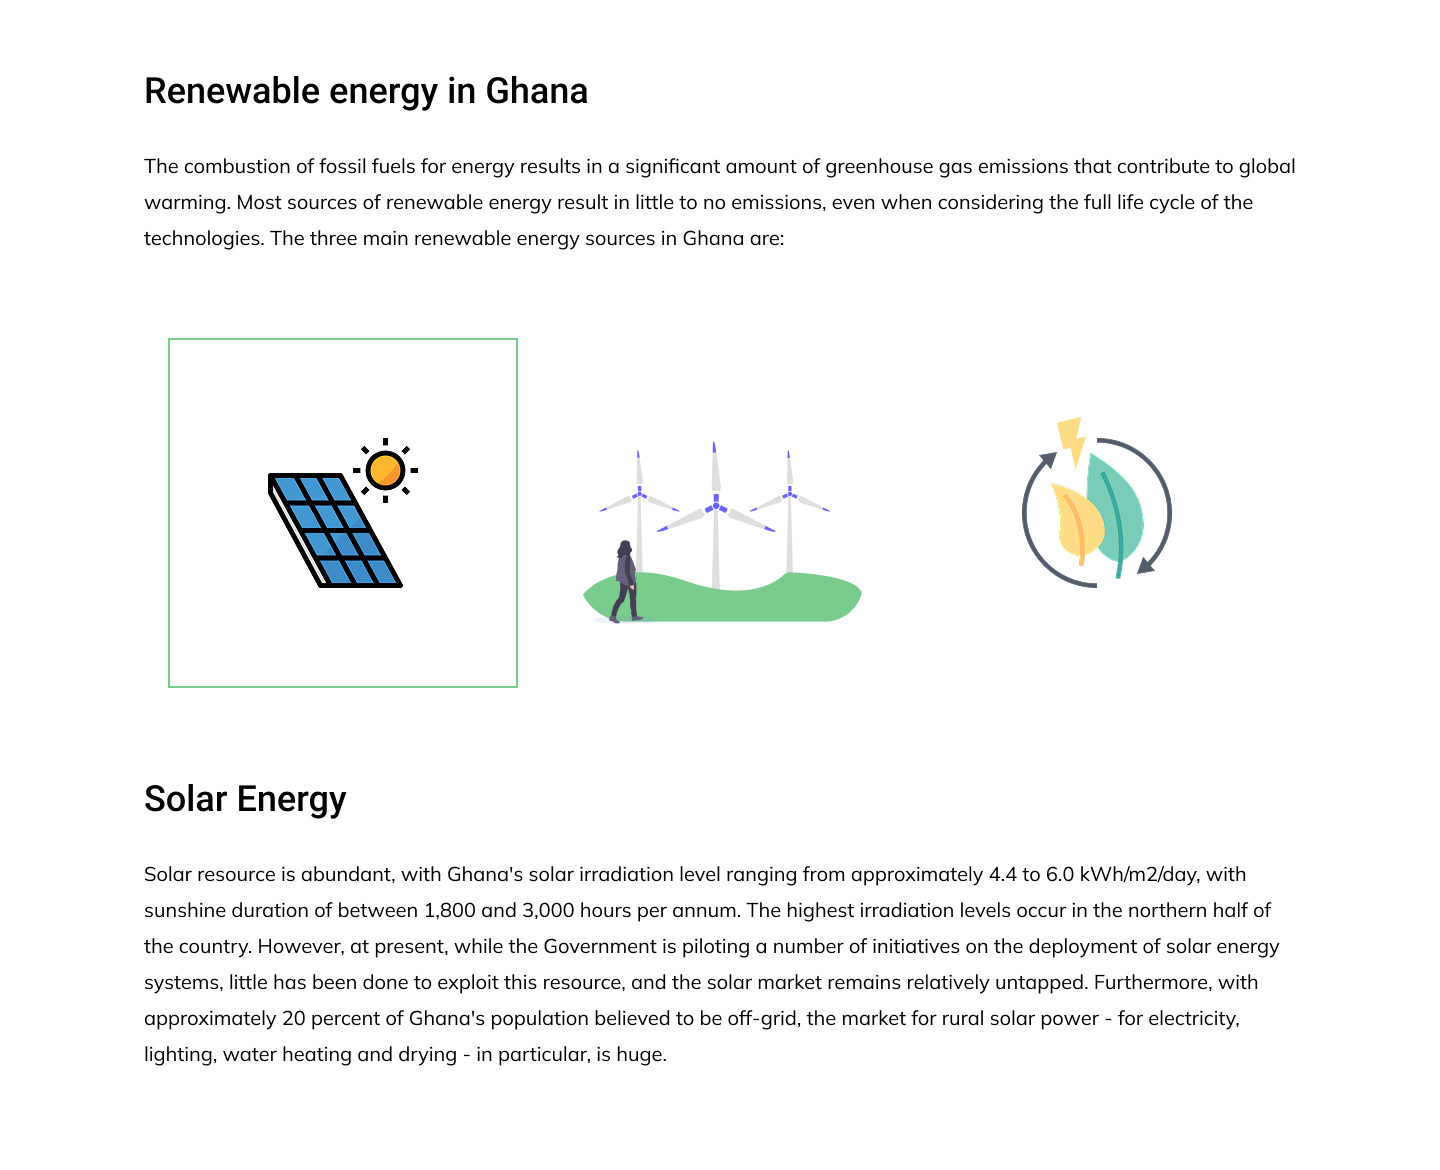 Renewable energy in Ghana
The combustion of fossil fuels for energy results in a significant amount of greenhouse gas emissions that contribute to global
warming. Most sources of renewable energy result in little to no emissions, even when considering the full life cycle of the
technologies. The three main renewable energy sources in Ghana are:
Solar Energy
Solar resource is abundant, with Ghana's solar irradiation level ranging from approximately 4.4 to 6.0 kWh/m2/day, with
sunshine duration of between 1,800 and 3,000 hours per annum. The highest irradiation levels occur in the northern half of
the country. However, at present, while the Government is piloting a number of initiatives on the deployment of solar energy
systems, little has been done to exploit this resource, and the solar market remains relatively untapped. Furthermore, with
approximately 20 percent of Ghana's population believed to be off-grid, the market for rural solar power - for electricity,
lighting, water heating and drying - in particular, is huge.